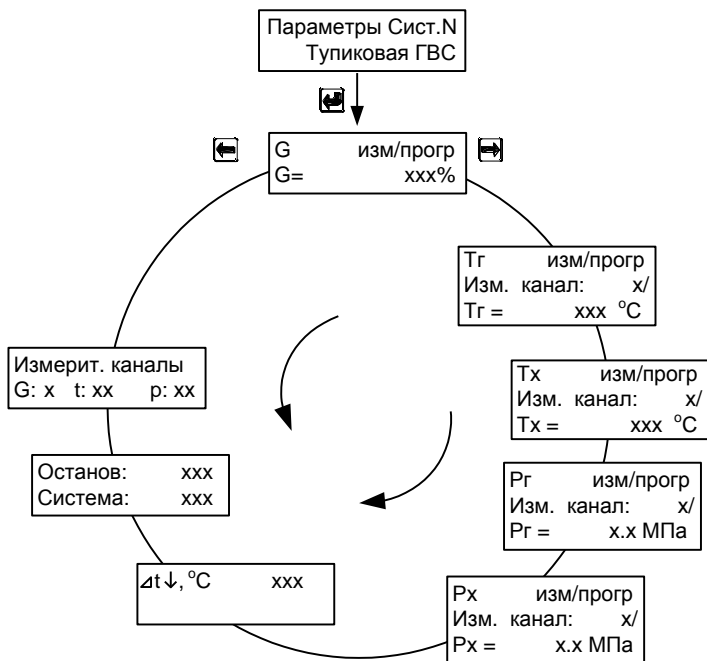 Параметры Сист.N
Тупиковая ГВС
G изм/прогр
G= xxx%
Тг изм/прогр
Изм. канал: x/
Тг = xxx °C
Тх изм/прогр
Изм. канал: x/
Тх = xxx °C
Рг изм/прогр
Изм. канал: x/
Рг = x.x МПа
Рх изм/прогр
Изм. канал: x/
Рх = x.x МПа
⊿t↓, °C xxx
Останов: xxx
Система: xxx
Измерит. каналы
G: x t: xx p: xx